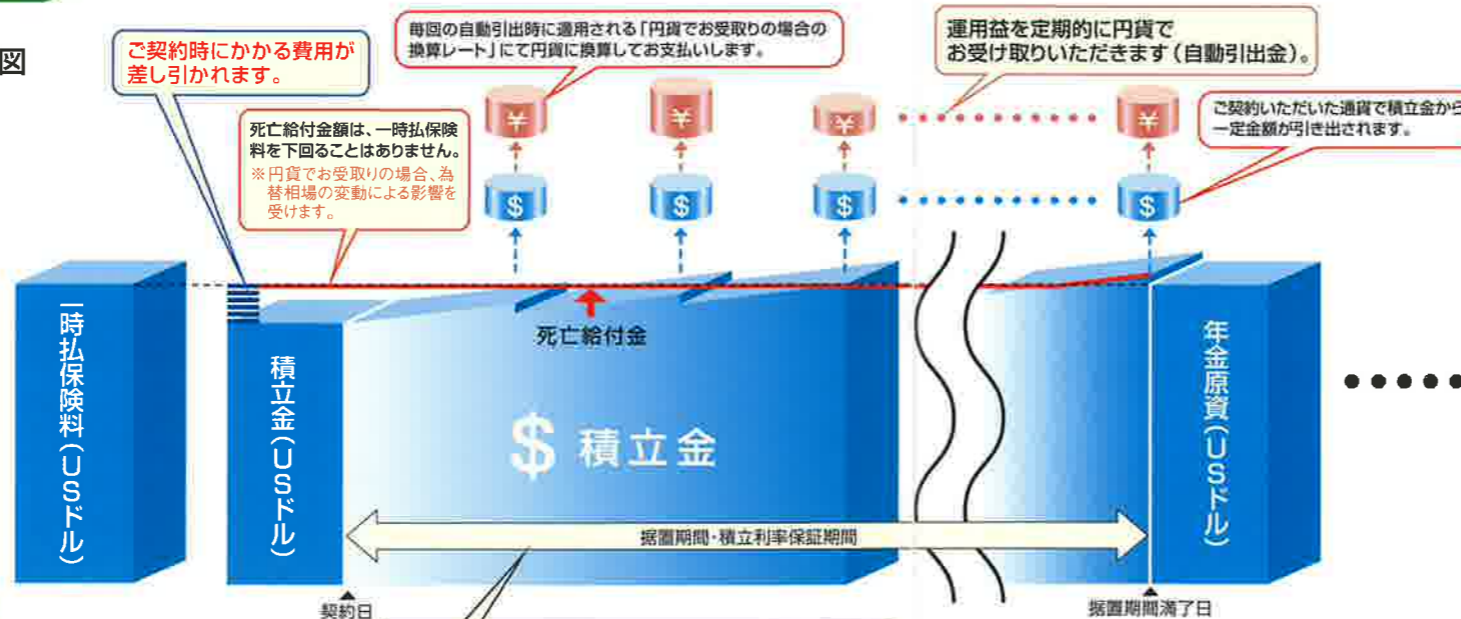 図
ご契約時にかかる費用が
差し引かれます。
毎回の自動引出時に適用される「円貨でお受取りの場合の
換算レート」にて円貨に換算してお支払いします。
運用益を定期的に円貨で
お受け取りいただきます(自動引出金)。
死亡給付金額は、一時払保険
料を下回ることはありません。
※円貨でお受取りの場合、為
替相場の変動による影響を
受けます。
ご契約いただいた通貨で積立金から
一定金額が引き出されます。
¥
¥
¥
¥
$
$
$
$
一時払保険料(USドル)
積立金(USドル)
死亡給付金
$ 積立金
年金原資(USドル)
据置期間・積立利率保証期間
契約日
据置期間満了日